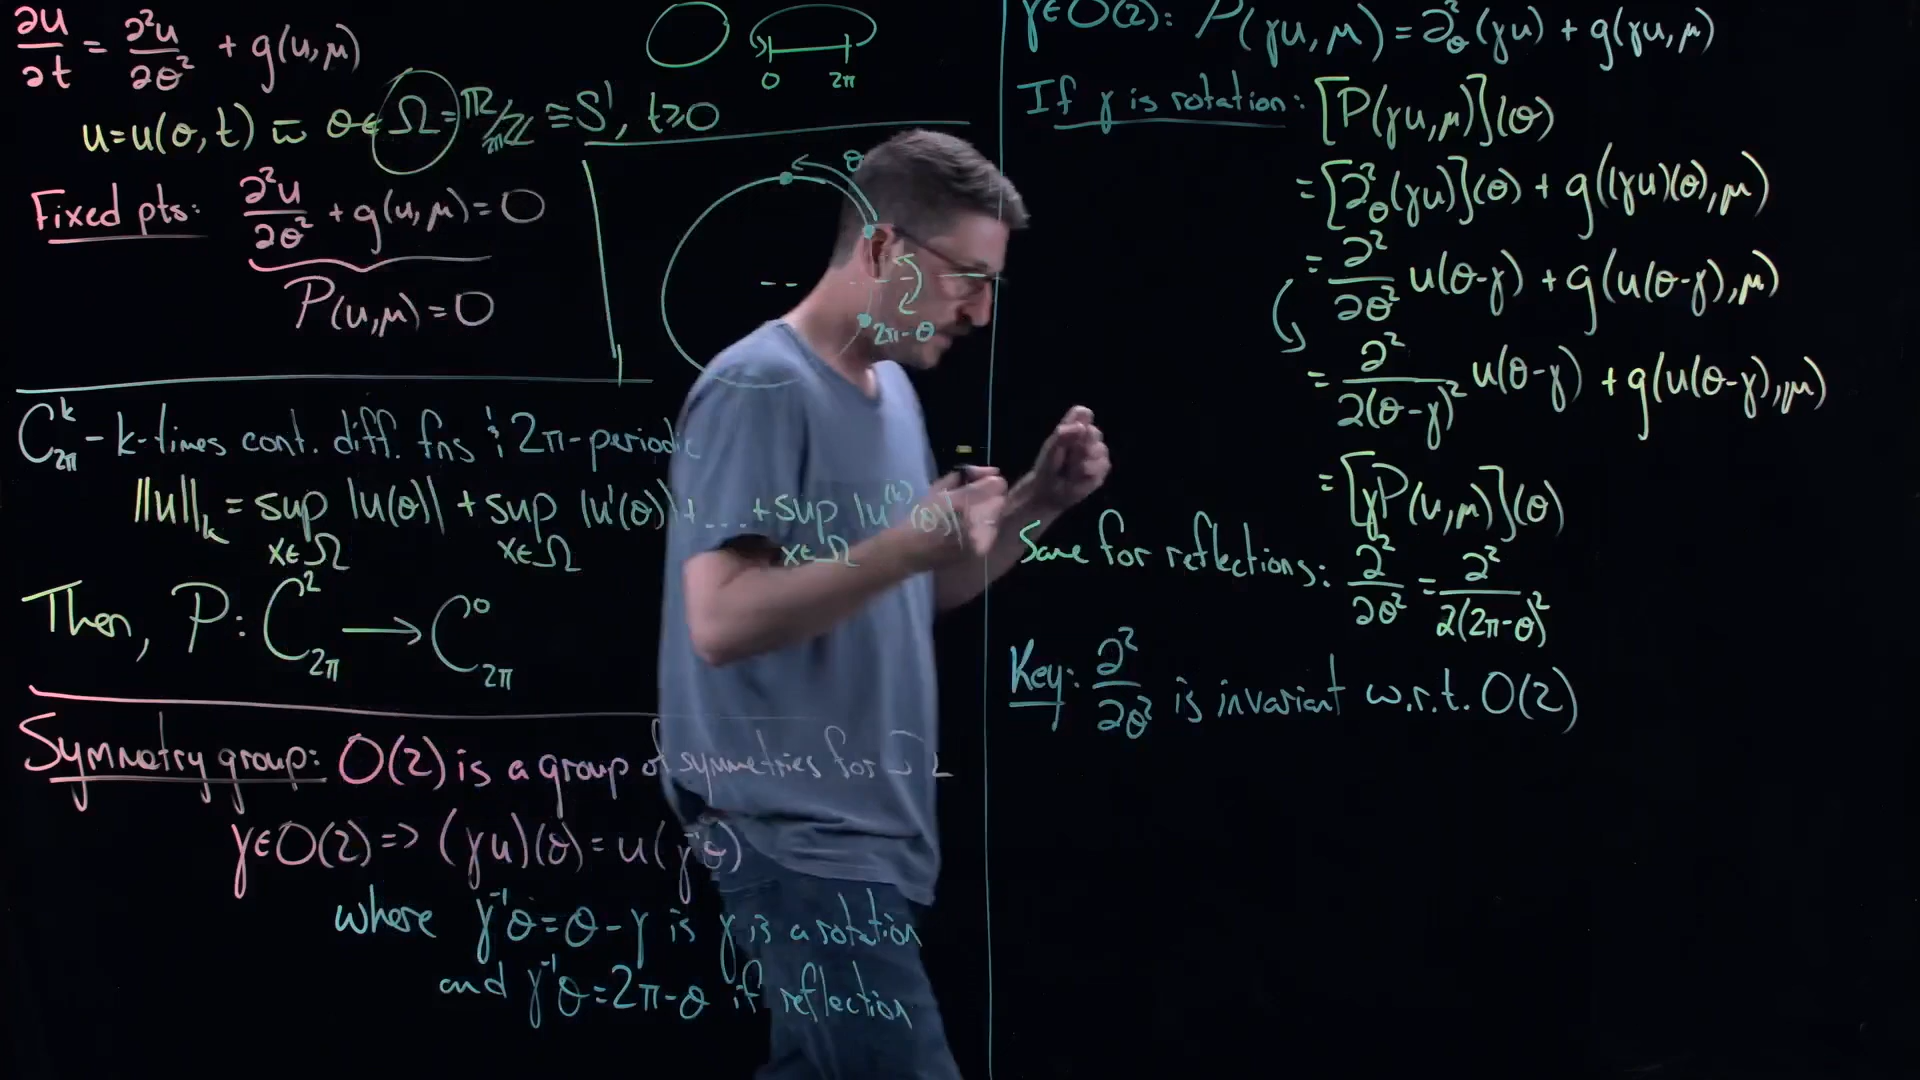 ∂u/∂t = ∂²u/∂θ² + g(u,μ)
0 2π
u=u(θ,t) w θ∈ Ω = ℝ/2πℤ ≅ S¹, t≥0
Fixed pts: ∂²u/∂θ² + g(u,μ) = 0
P(u,μ) = 0
θ
2π-θ
C^k_2π - k-times cont. diff. fns & 2π-periodic
||u||_k = sup_{x∈Ω} |u(θ)| + sup_{x∈Ω} |u'(θ)| + ... + sup_{x∈Ω} |u^(k)(θ)|
Then, P: C²_2π → C⁰_2π
Symmetry group: O(2) is a group of symmetries for Ω
γ∈O(2) => (γu)(θ) = u(γ⁻¹θ)
where γ⁻¹θ = θ-γ is γ is a rotation
and γ⁻¹θ = 2π-θ if reflection
γ∈O(2): P(γu,μ) = ∂²_θ(γu) + g(γu,μ)
If γ is rotation: [P(γu,μ)](θ)
= [∂²_θ(γu)](θ) + g((γu)(θ),μ)
= ∂²/∂θ² u(θ-γ) + g(u(θ-γ),μ)
= ∂²/∂(θ-γ)² u(θ-γ) + g(u(θ-γ),μ)
= [γP(u,μ)](θ)
Same for reflections: ∂²/∂θ² = ∂²/∂(2π-θ)²
Key: ∂²/∂θ² is invariant w.r.t. O(2)